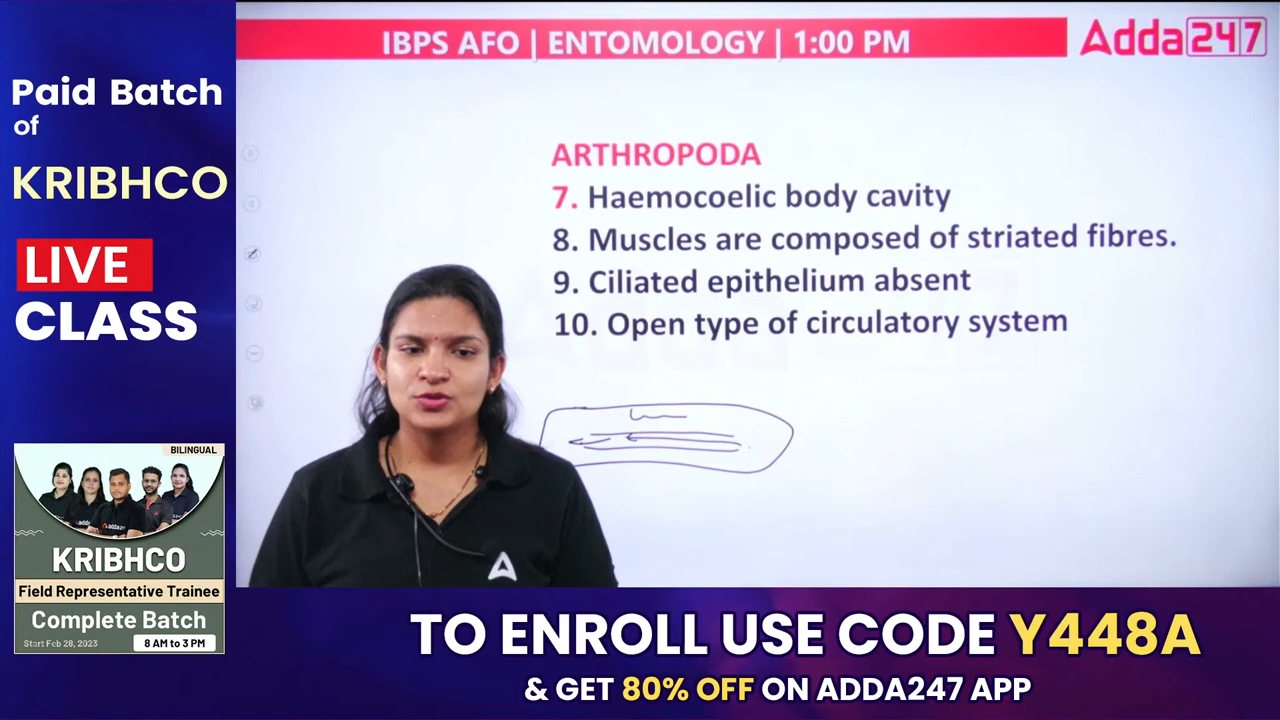 IBPS AFO | ENTOMOLOGY | 1:00 PM
Adda247
Paid Batch
of
KRIBHCO
LIVE
CLASS
ARTHROPODA
7. Haemocoelic body cavity
8. Muscles are composed of striated fibres.
9. Ciliated epithelium absent
10. Open type of circulatory system
BILINGUAL
KRIBHCO
Field Representative Trainee
Complete Batch
Start Feb 28, 2023
8 AM to 3 PM
TO ENROLL USE CODE Y448A
& GET 80% OFF ON ADDA247 APP